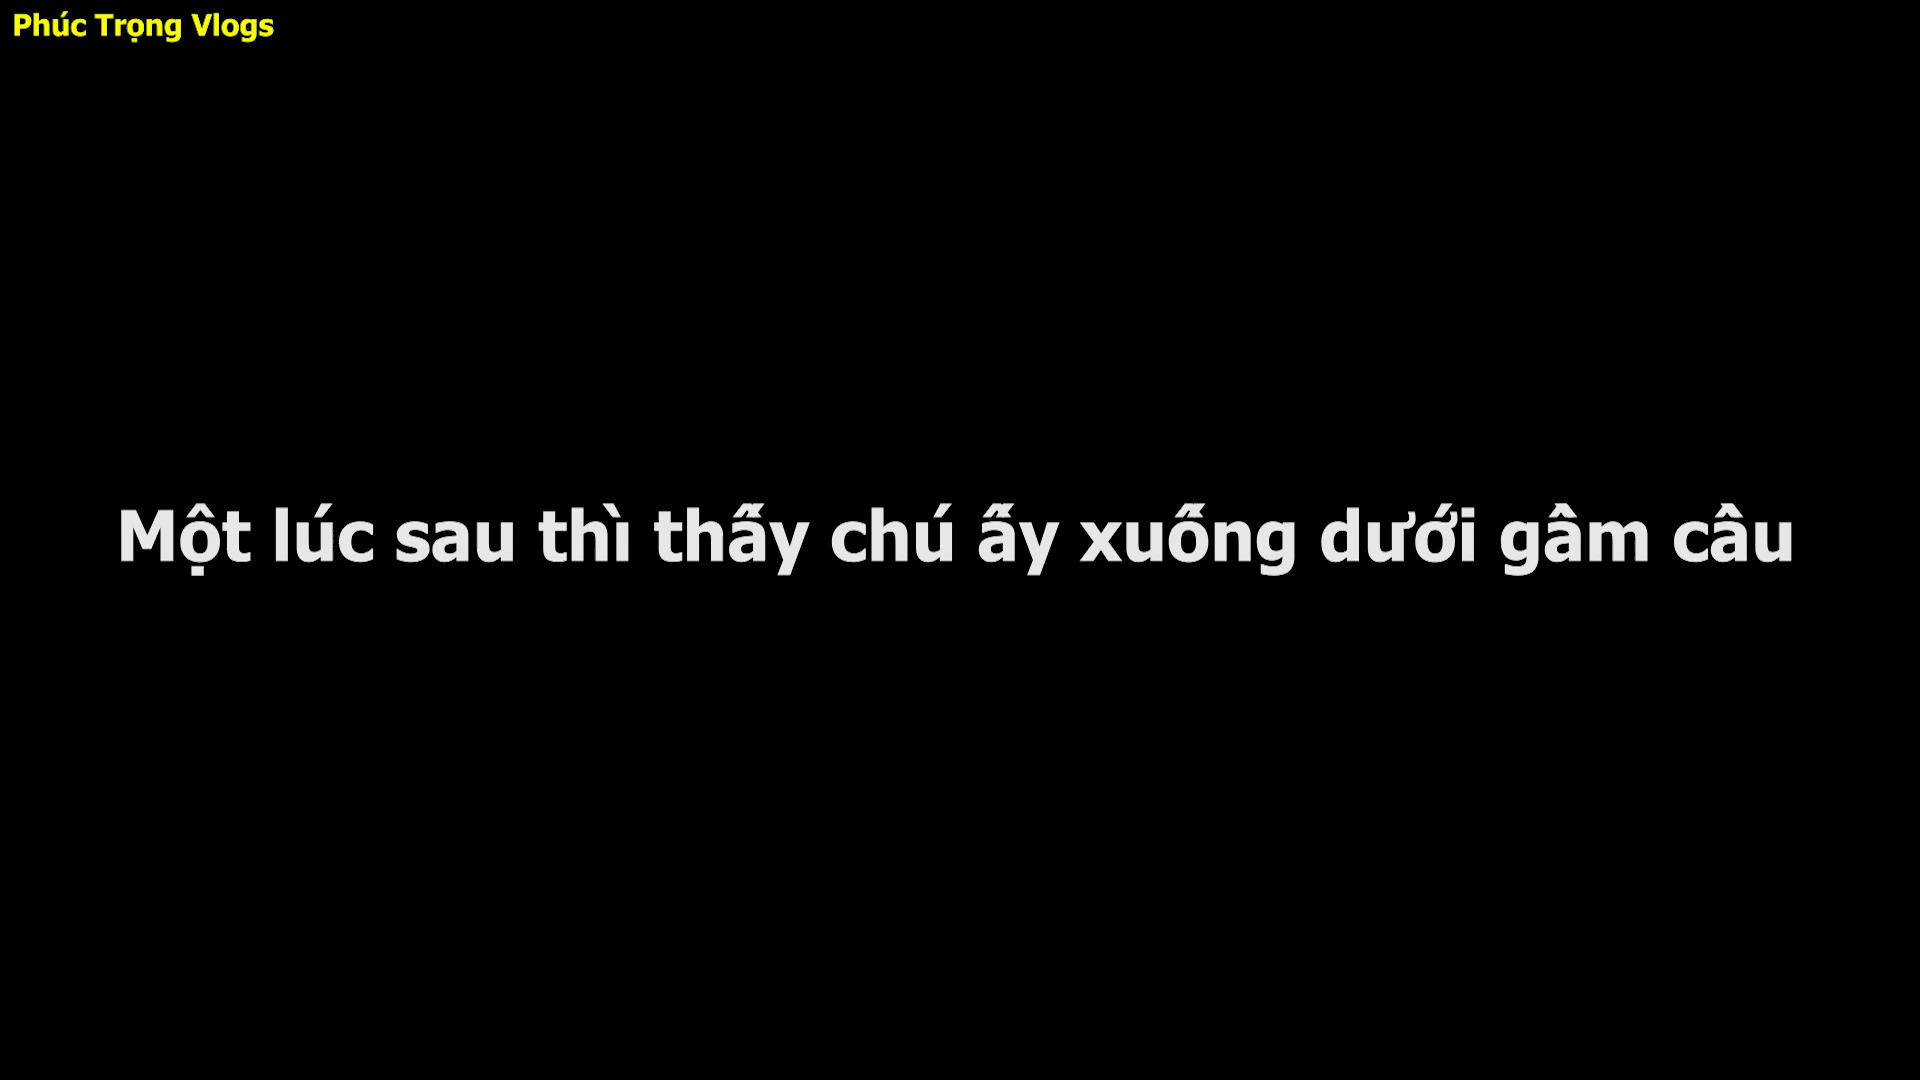 Phúc Trọng Vlogs
Một lúc sau thì thấy chú ấy xuống dưới gầm cầu